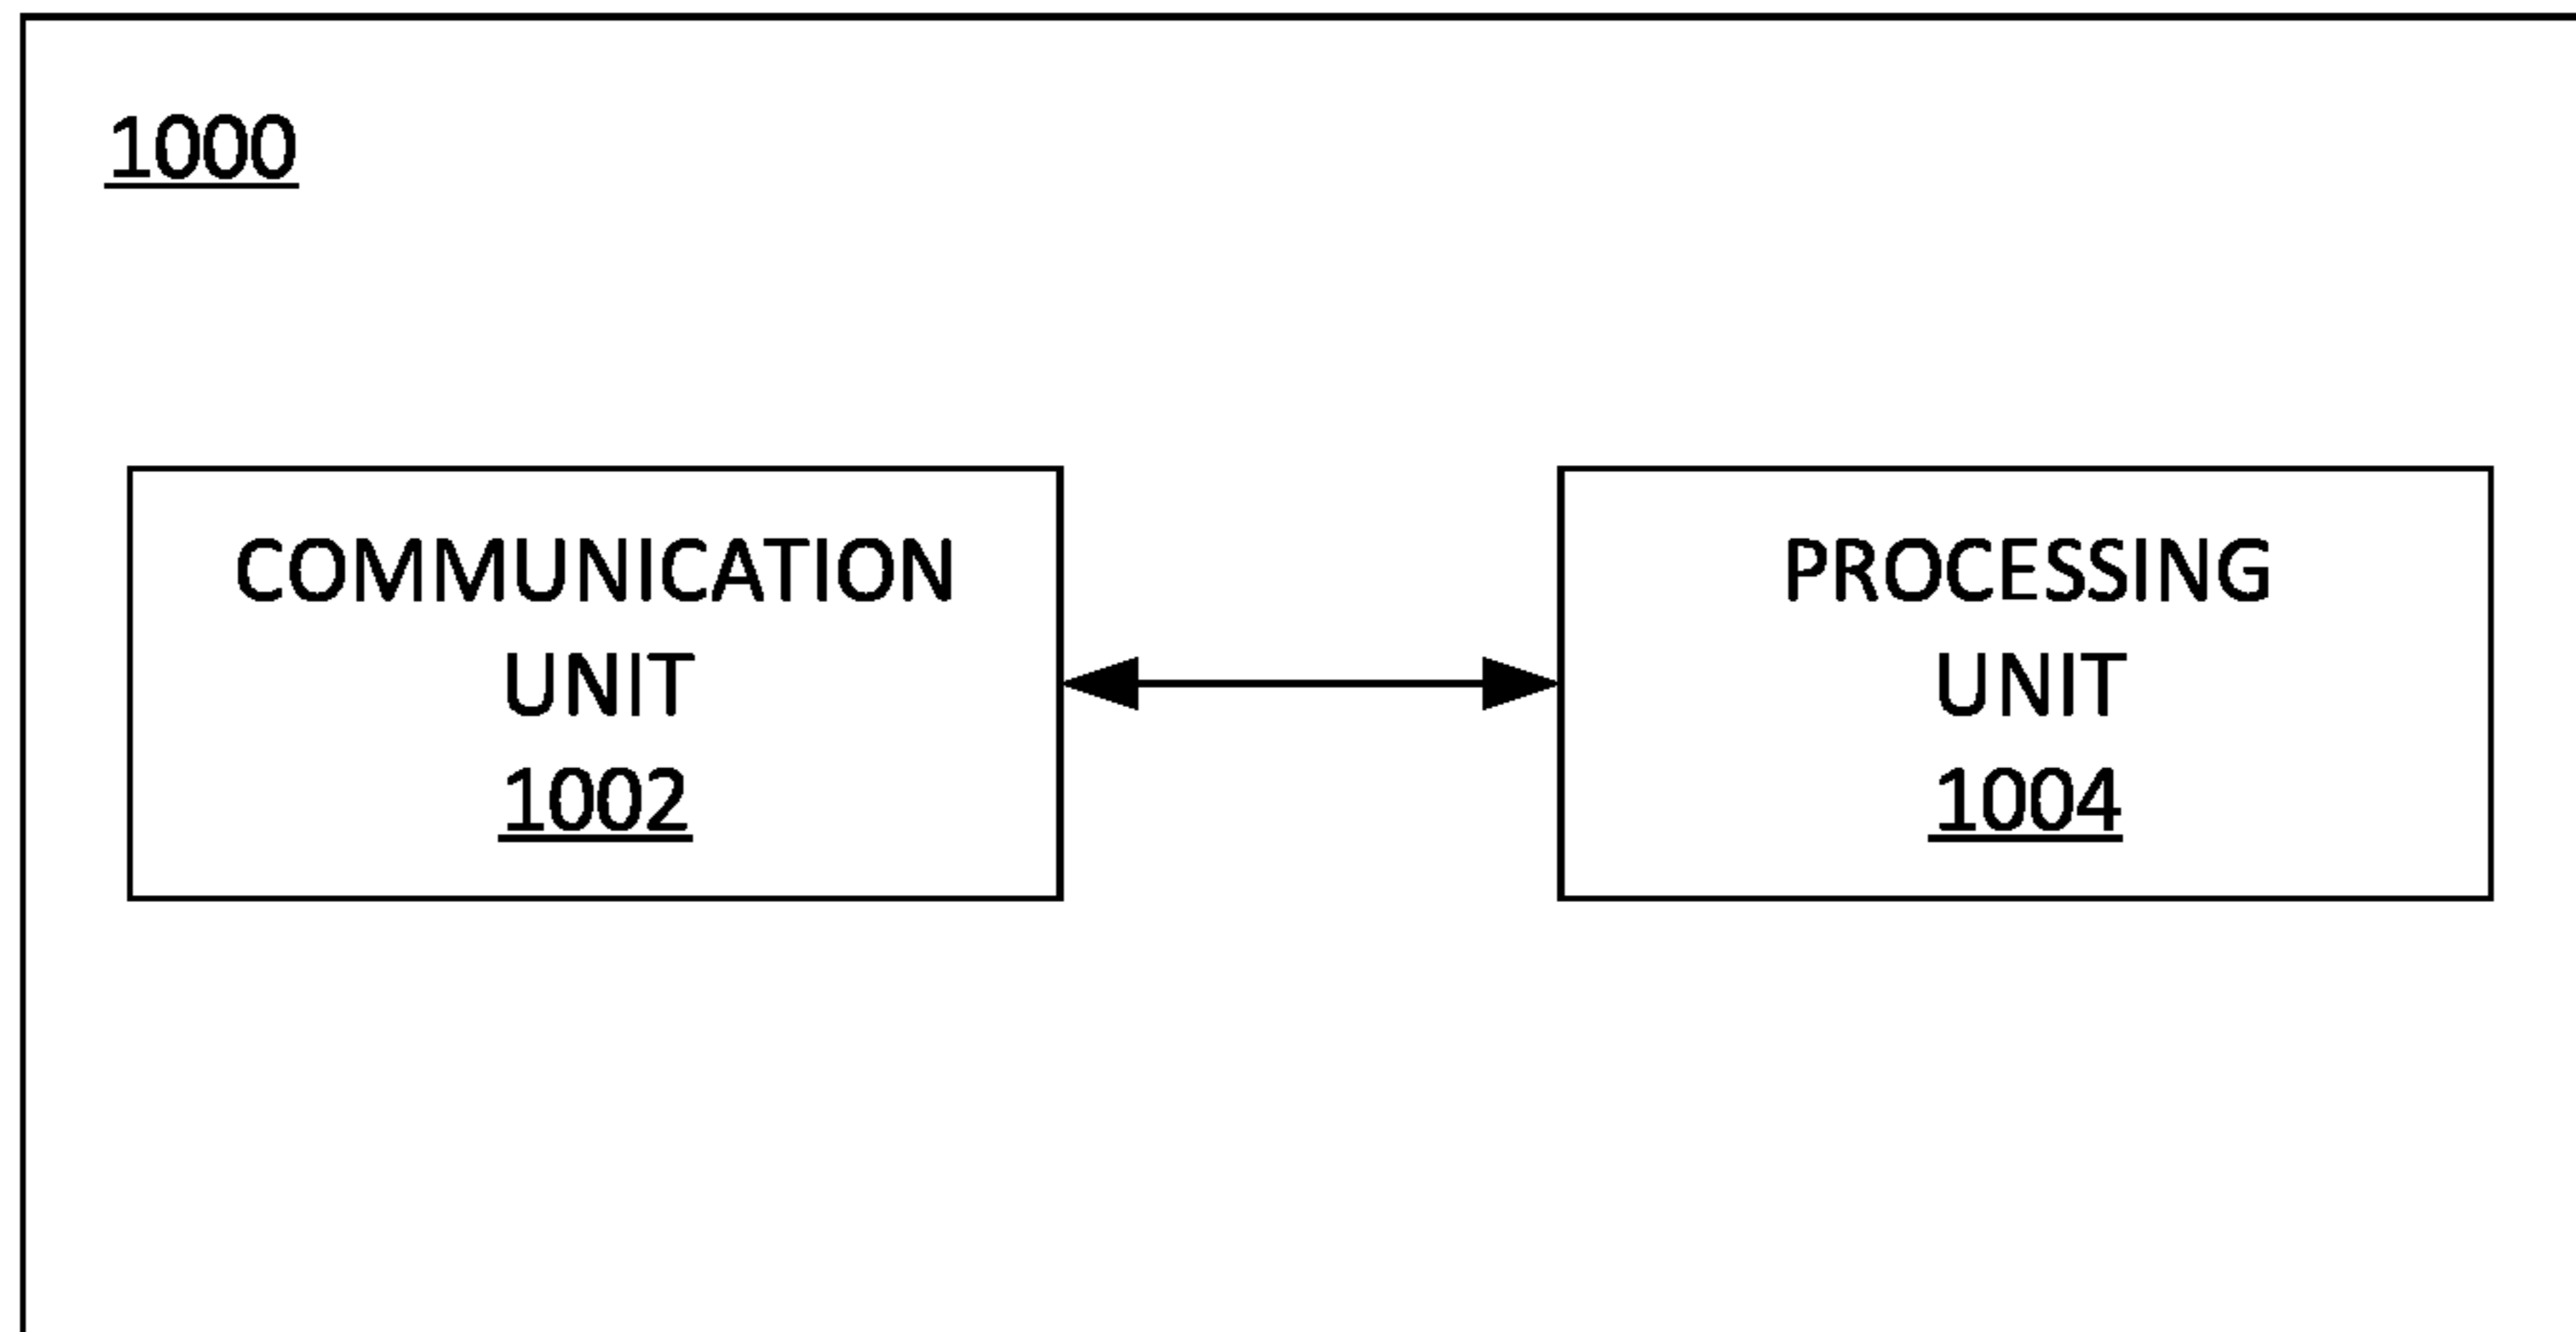 1000
COMMUNICATION
UNIT
1002
PROCESSING
UNIT
1004